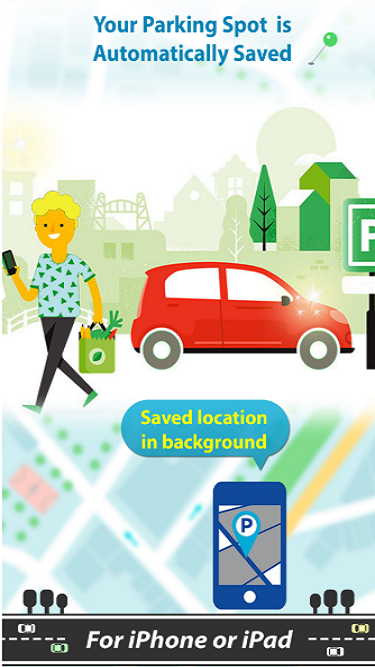 Your Parking Spot is
Automatically Saved
P
Saved location
in background
P
For iPhone or iPad